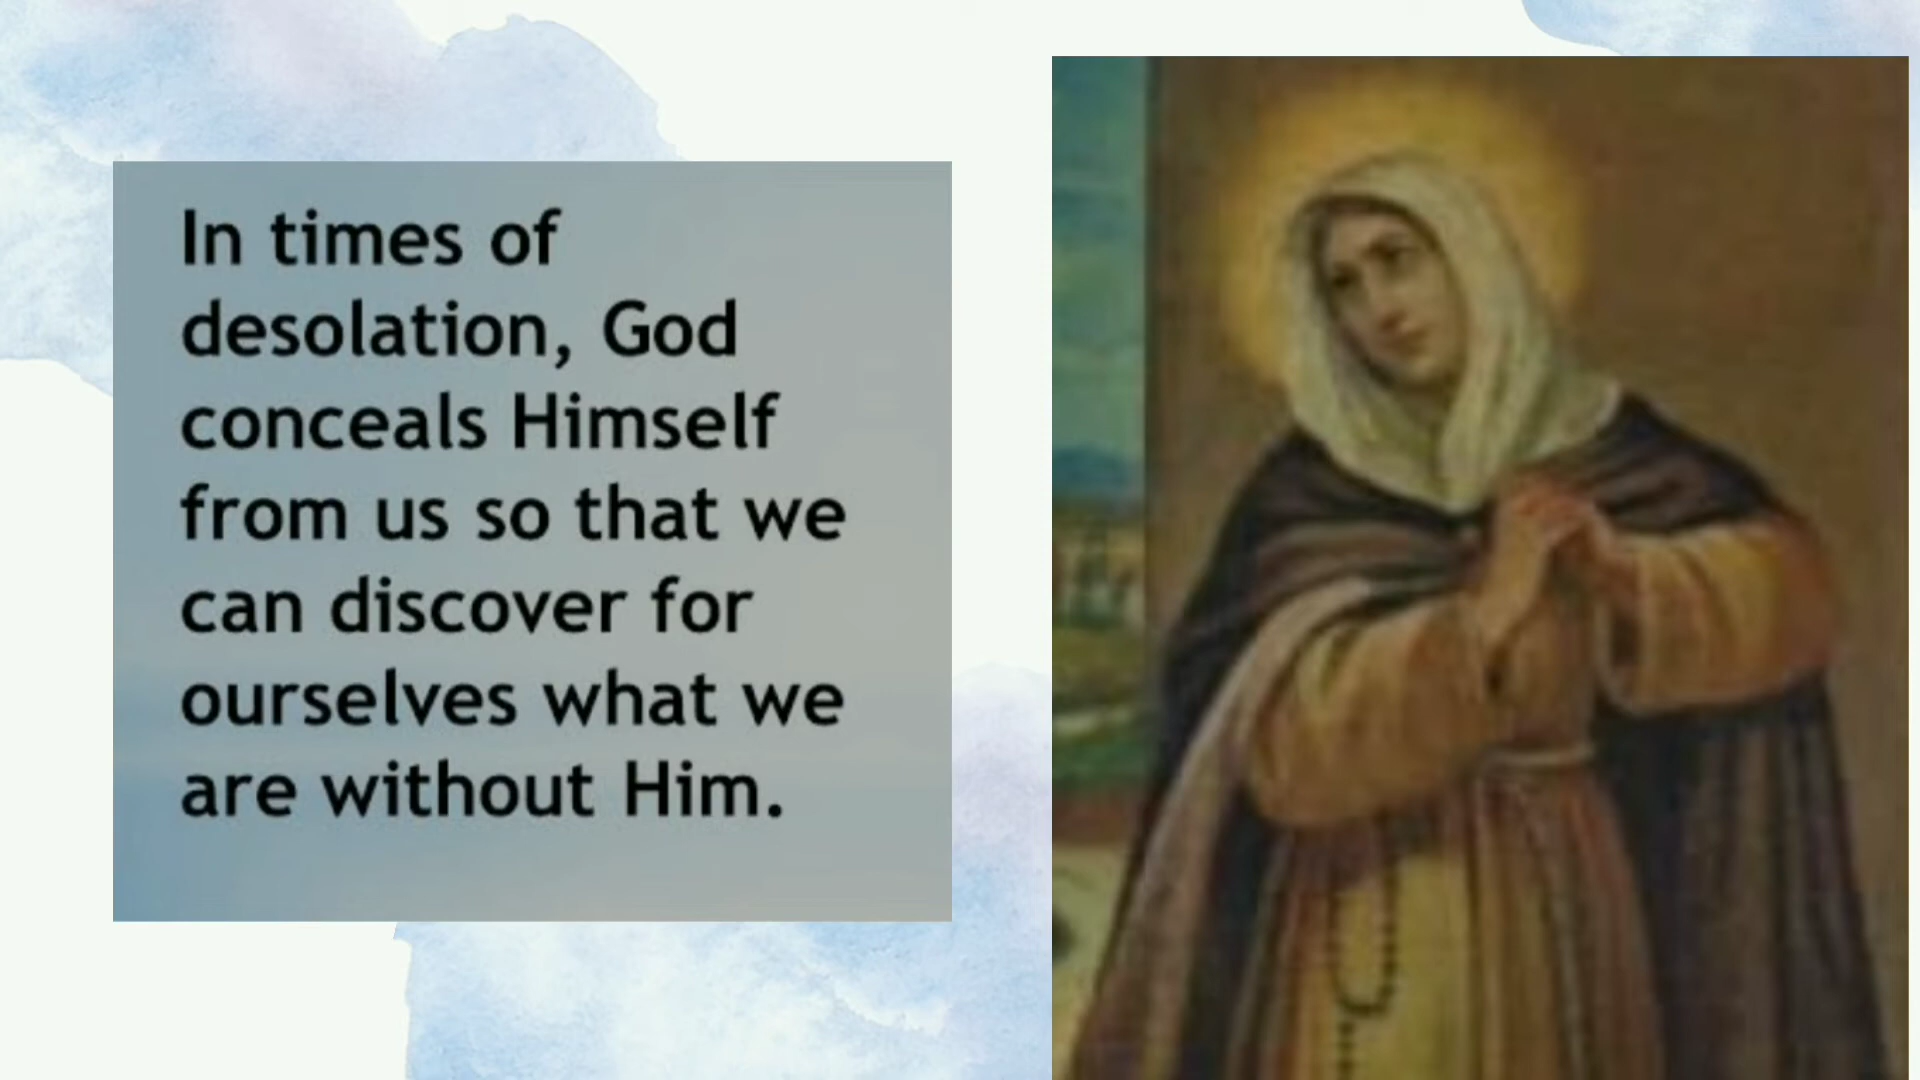 In times of
desolation, God
conceals Himself
from us so that we
can discover for
ourselves what we
are without Him.